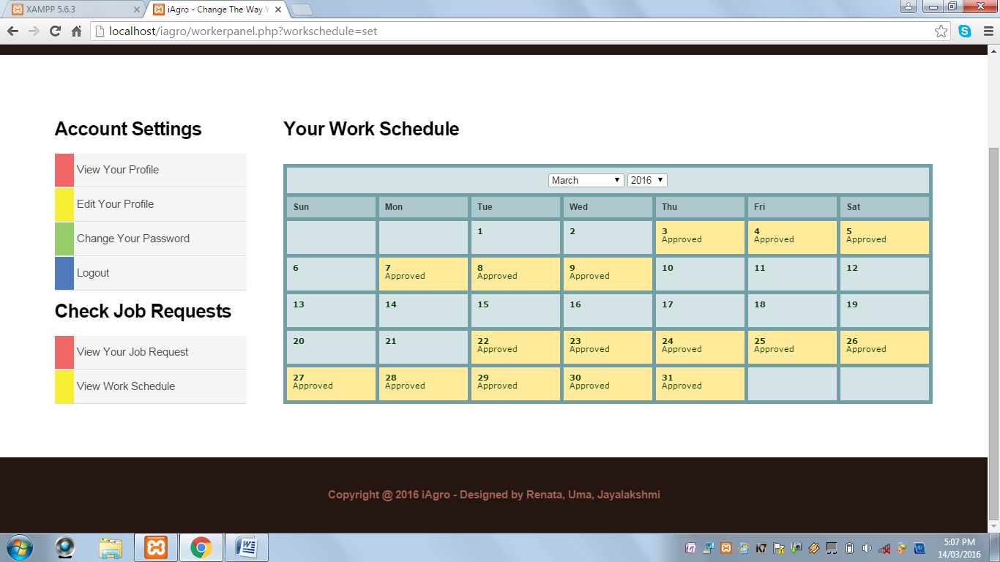 XAMPP 5.6.3
iAgro - Change The Way Y
localhost/iagro/workerpanel.php?workschedule=set
Account Settings
View Your Profile
Edit Your Profile
Change Your Password
Logout
Check Job Requests
View Your Job Request
View Work Schedule
Your Work Schedule
March 2016
Sun Mon Tue Wed Thu Fri Sat
1 2 3 4 5
Approved Approved Approved
6 7 8 9 10 11 12
Approved Approved Approved
13 14 15 16 17 18 19
20 21 22 23 24 25 26
Approved Approved Approved Approved Approved
27 28 29 30 31
Approved Approved Approved Approved Approved
Copyright @ 2016 iAgro - Designed by Renata, Uma, Jayalakshmi
K7
5:07 PM
14/03/2016